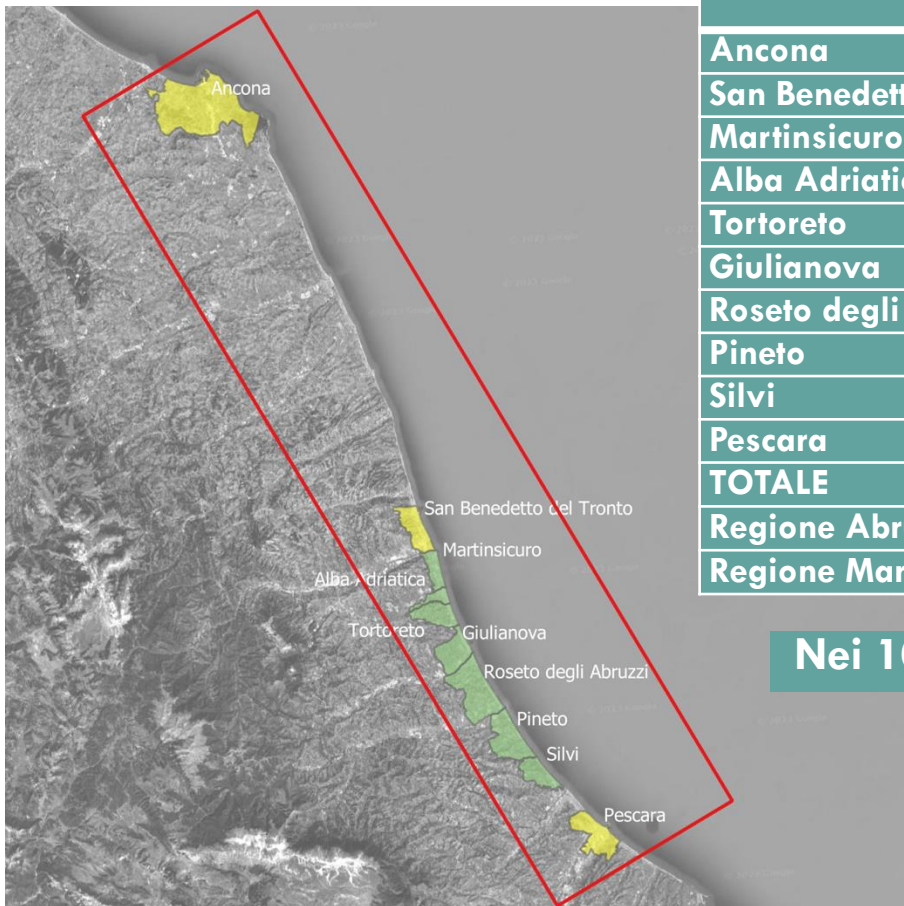 Ancona
San Benedetto del Tronto
Martinsicuro
Alba Adriatica
Tortoreto
Giulianova
Roseto degli Abruzzi
Pineto
Silvi
Pescara
Ancona
San Benedett
Martinsicuro
Alba Adriati
Tortoreto
Giulianova
Roseto degli
Pineto
Silvi
Pescara
TOTALE
Regione Abr
Regione Mar
Nei 10